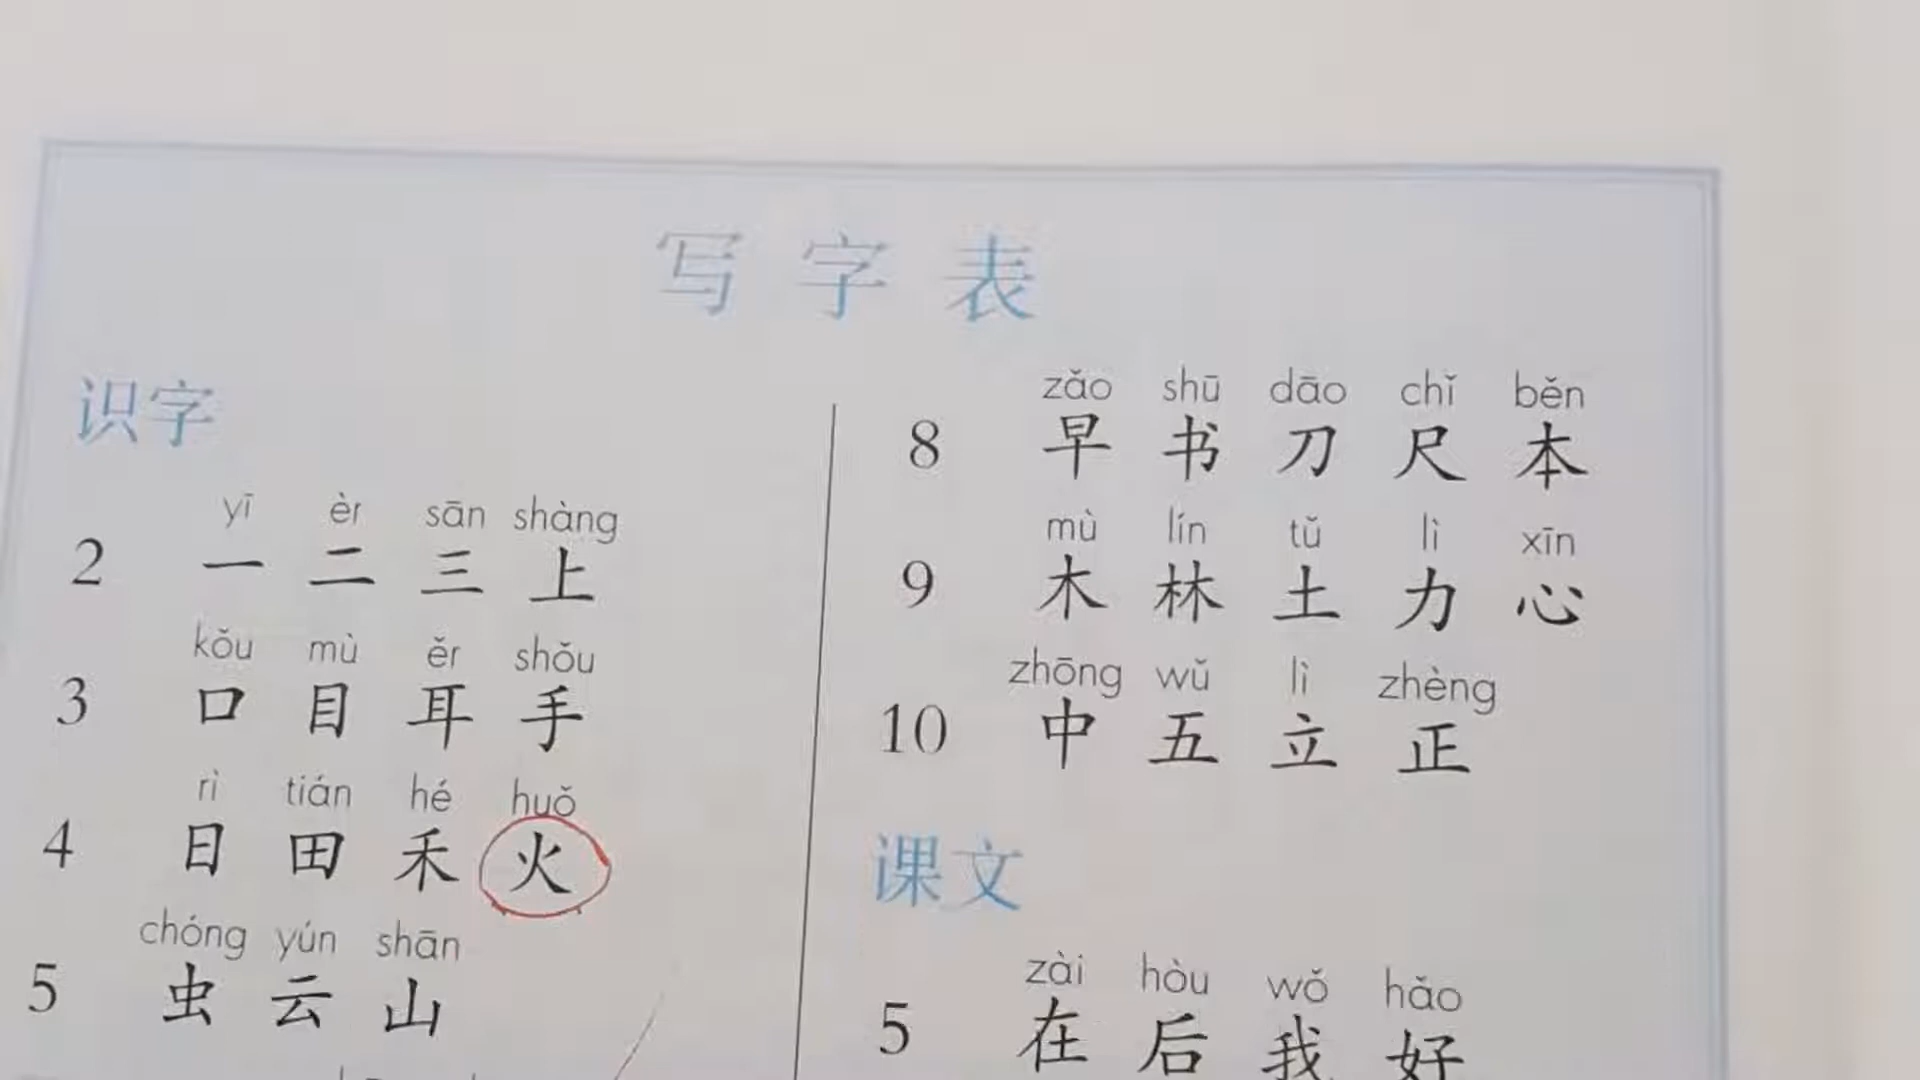 写字表
识字
yī èr sān shàng
2 一 二 三 上
kǒu mù ěr shǒu
3 口 目 耳 手
rì tián hé huǒ
4 日 田 禾 火
chóng yún shān
5 虫 云 山
zǎo shū dāo chǐ běn
8 早 书 刀 尺 本
mù lín tǔ lì xīn
9 木 林 土 力 心
zhōng wǔ lì zhèng
10 中 五 立 正
课文
zài hòu wǒ hǎo
5 在 后 我 好